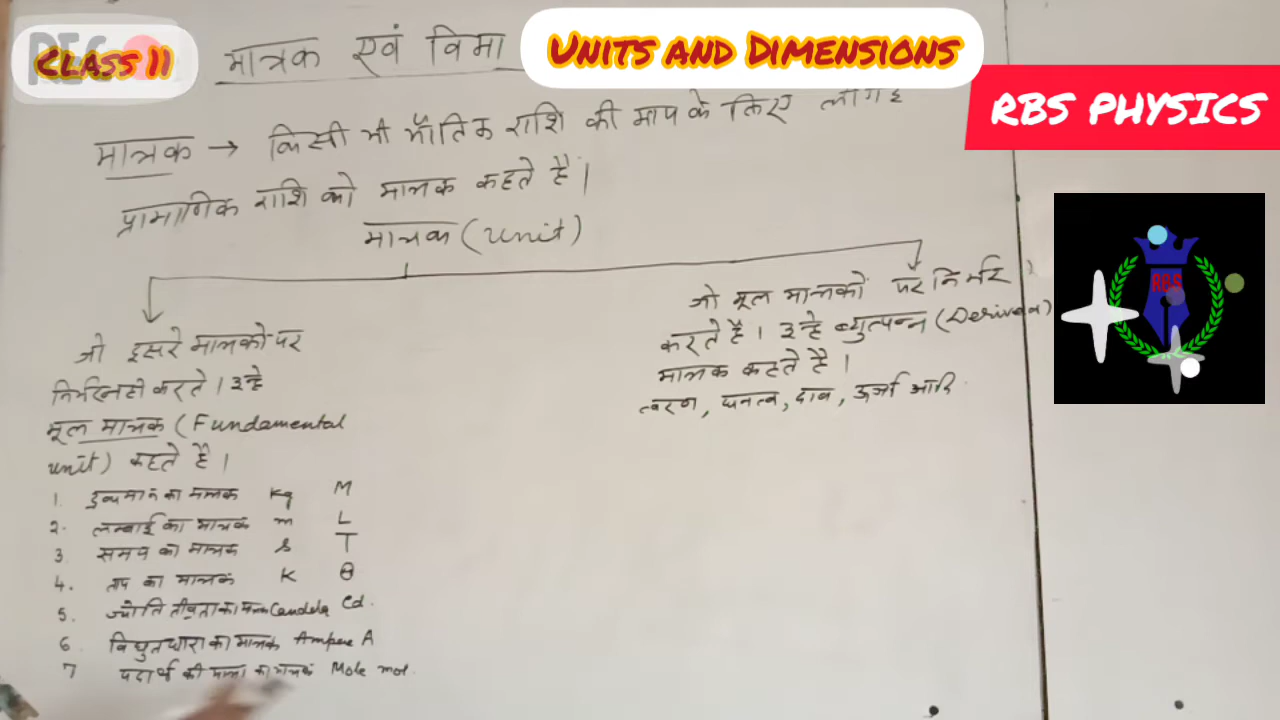 CLASS 11
मात्रक एवं विमा
UNITS AND DIMENSIONS
RBS PHYSICS
मात्रक → किसी भी भौतिक राशि की माप के लिए
प्रामाणिक राशि को मात्रक कहते है।
मात्रक (unit)
जो दूसरे मात्रको पर
निर्भर नही करते। उन्हे
मूल मात्रक (Fundamental
unit) कहते है।
1. द्रव्यमान का मात्रक Kg M
2. लम्बाई का मात्रक m L
3. समय का मात्रक s T
4. ताप का मात्रक K θ
5. ज्योति तीव्रता का Candela Cd.
6. विद्युत धारा का मात्रक Ampere A
7 पदार्थ की मात्रा का मात्रक Mole mol.
जो मूल मात्रकों पर निर्भर
करते है। उन्हे व्युत्पन्न (Derived)
मात्रक कहते है।
त्वरण, घनत्व, दाब, ऊर्जा आदि
RBS